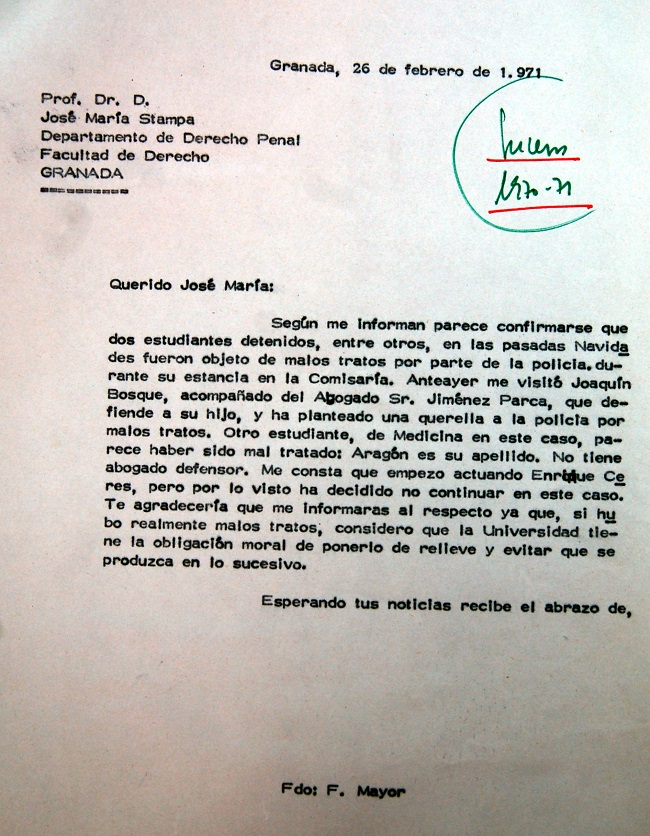 Granada, 26 de febrero de 1.971
Prof. Dr. D.
José María Stampa
Departamento de Derecho Penal
Facultad de Derecho
GRANADA
1970-71
Querido José María:
Según me informan parece confirmarse que
dos estudiantes detenidos, entre otros, en las pasadas Navida
des fueron objeto de malos tratos por parte de la policia.du-
rante su estancia en la Comisaría. Anteayer me visitó Joaquín
Bosque, acompañado del Abogado Sr. Jiménez Parca, que de-
fiende a su hijo, y ha planteado una querella a la policía por
malos tratos. Otro estudiante, de Medicina en este caso, pa-
rece haber sido mal tratado: Aragón es su apellido. No tiene
abogado defensor. Me consta que empezo actuando Enrique Ce
res, pero por lo visto ha decidido no continuar en este caso.
Te agradecería que me informaras al respecto ya que, si hu
bo realmente malos tratos, considero que la Universidad tie-
ne la obligación moral de ponerlo de relieve y evitar que se
produzca en lo sucesivo.
Esperando tus noticias recibe el abrazo de,
Fdo: F. Mayor